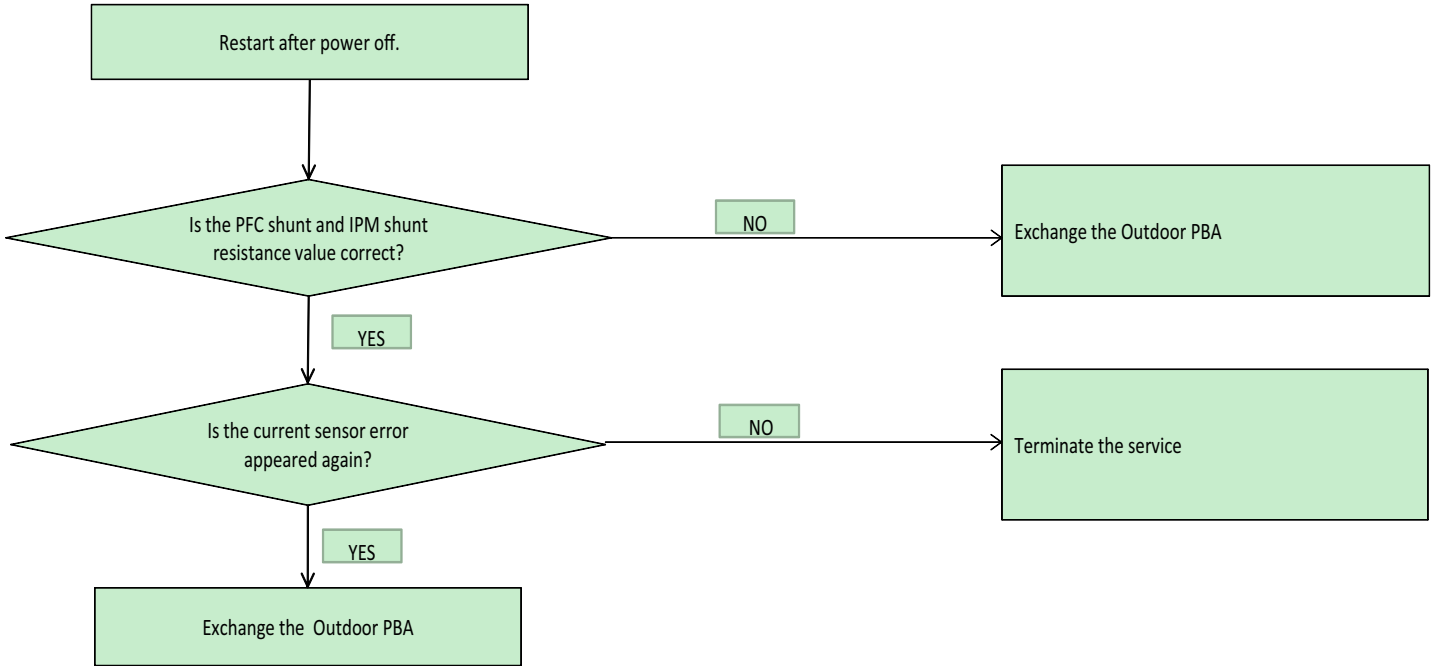 Restart after power off.
Is the PFC shunt and IPM shunt
resistance value correct?
NO
Exchange the Outdoor PBA
YES
Is the current sensor error
appeared again?
NO
Terminate the service
YES
Exchange the  Outdoor PBA